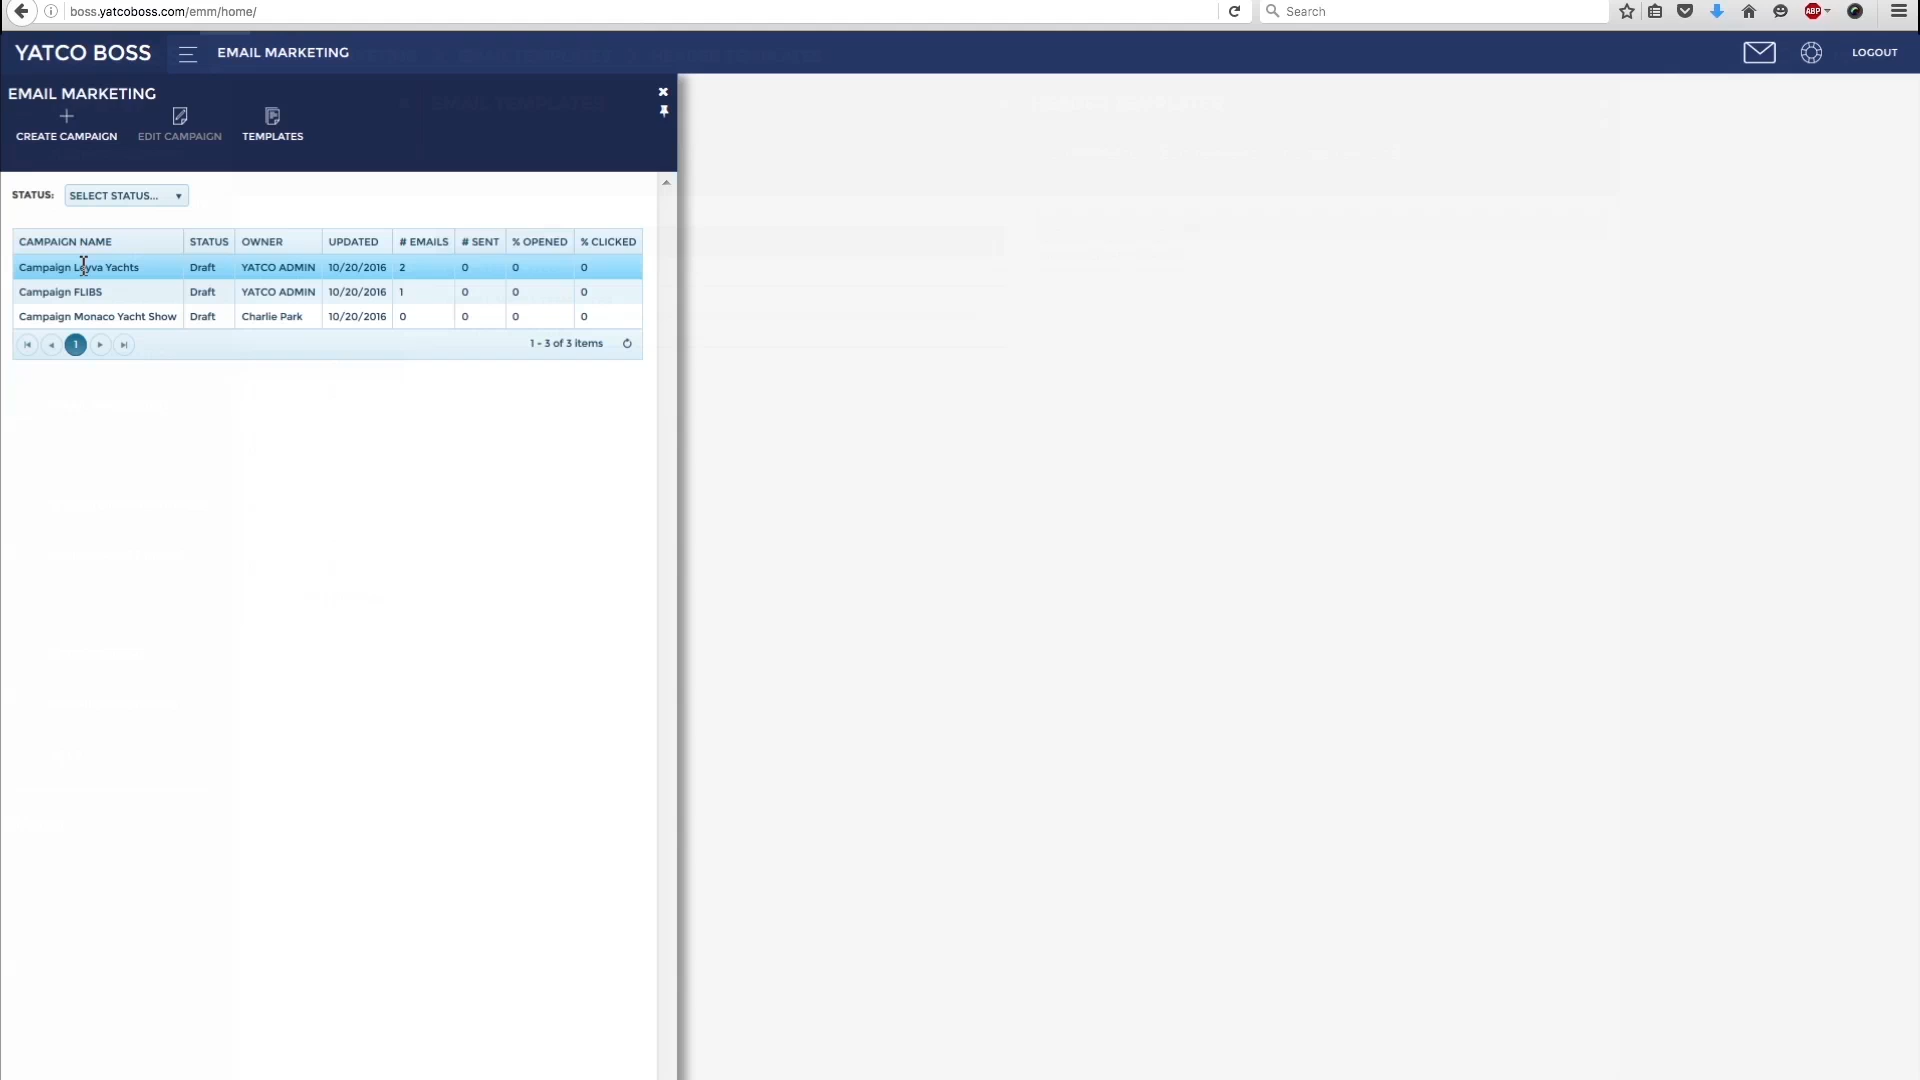 boss.yatcoboss.com/emm/home/
Search
ABP
YATCO BOSS
EMAIL MARKETING
LOGOUT
EMAIL MARKETING
CREATE CAMPAIGN EDIT CAMPAIGN TEMPLATES
STATUS: SELECT STATUS...
CAMPAIGN NAME STATUS OWNER UPDATED # EMAILS # SENT % OPENED % CLICKED
Campaign Leyva Yachts Draft YATCO ADMIN 10/20/2016 2 0 0 0
Campaign FLIBS Draft YATCO ADMIN 10/20/2016 1 0 0 0
Campaign Monaco Yacht Show Draft Charlie Park 10/20/2016 0 0 0 0
1 1 - 3 of 3 items